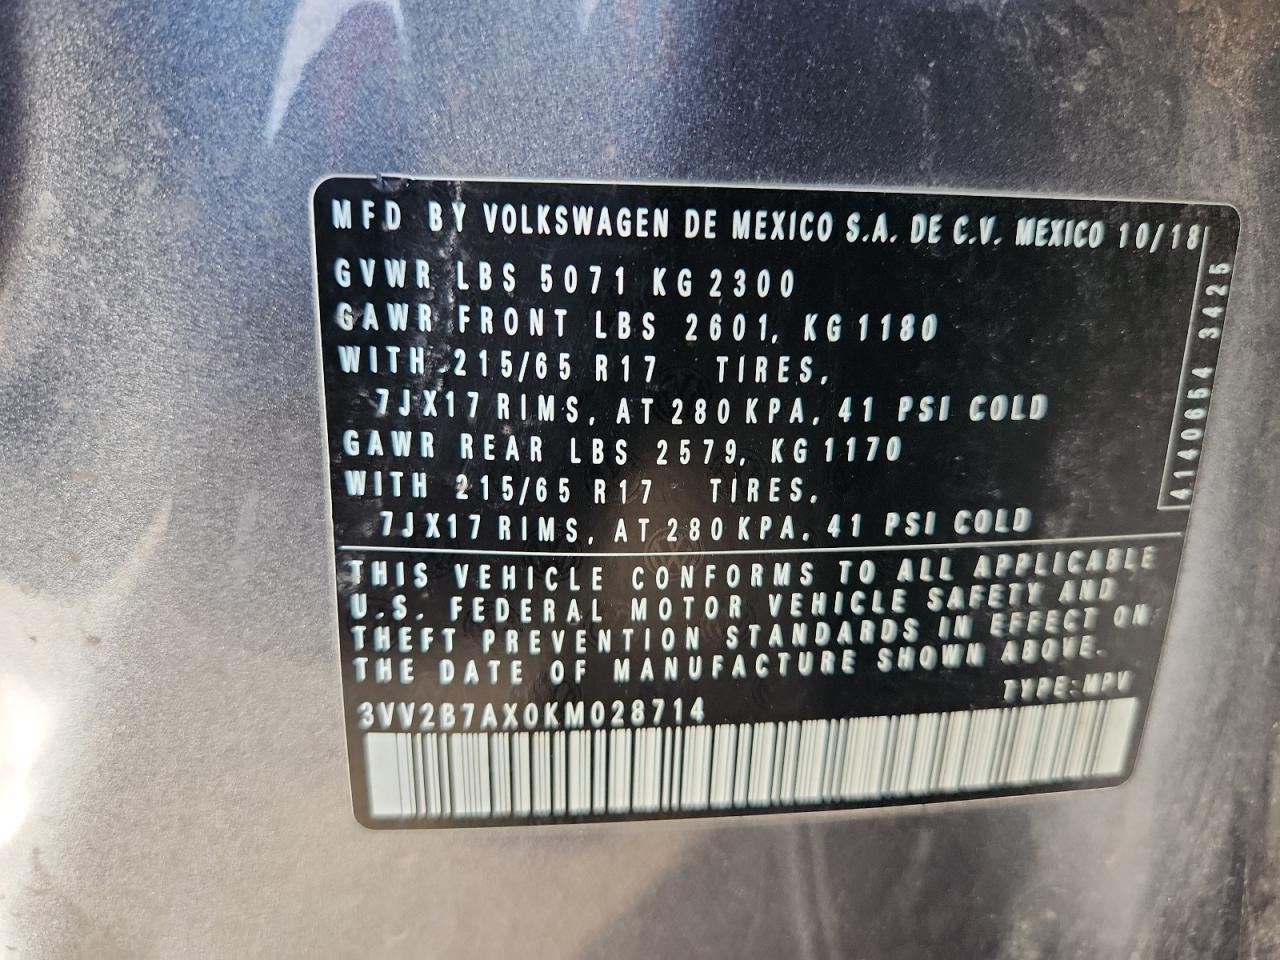 MFD BY VOLKSWAGEN DE MEXICO S.A. DE C.V. MEXICO 10/18
GVWR LBS 5071 KG 2300
GAWR FRONT LBS 2601, KG 1180
WITH 215/65 R17 TIRES,
7JX17 RIMS, AT 280 KPA, 41 PSI COLD
GAWR REAR LBS 2579, KG 1170
WITH 215/65 R17 TIRES,
7JX17 RIMS, AT 280 KPA, 41 PSI COLD
4140654 3425
THIS VEHICLE CONFORMS TO ALL APPLICABLE
U.S. FEDERAL MOTOR VEHICLE SAFETY AND
THEFT PREVENTION STANDARDS IN EFFECT ON
THE DATE OF MANUFACTURE SHOWN ABOVE.
TYPE: MPV
3VV2B7AX0KM028714